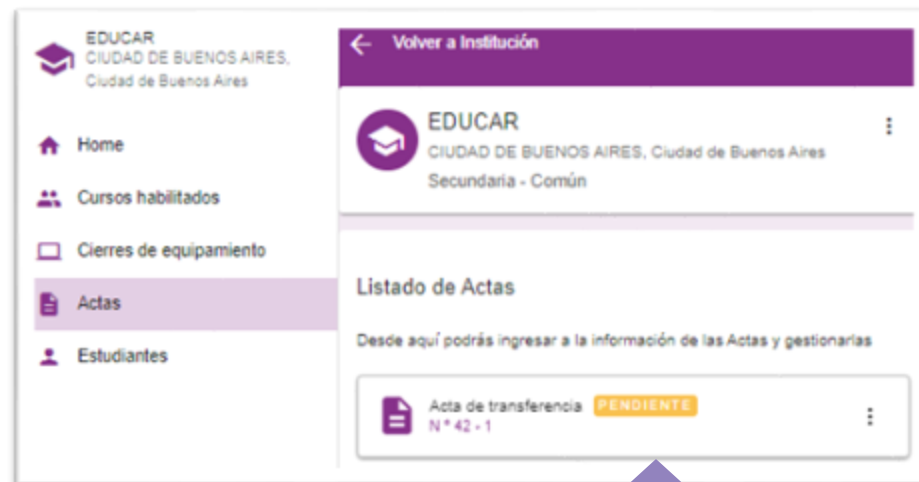 EDUCAR
CIUDAD DE BUENOS AIRES,
Ciudad de Buenos Aires
Home
Cursos habilitados
Cierres de equipamiento
Actas
Estudiantes
Volver a Institución
EDUCAR
CIUDAD DE BUENOS AIRES, Ciudad de Buenos Aires
Secundaria - Común
Listado de Actas
Desde aquí podrás ingresar a la información de las Actas y gestionarlas
Acta de transferencia PENDIENTE
N° 42 - 1